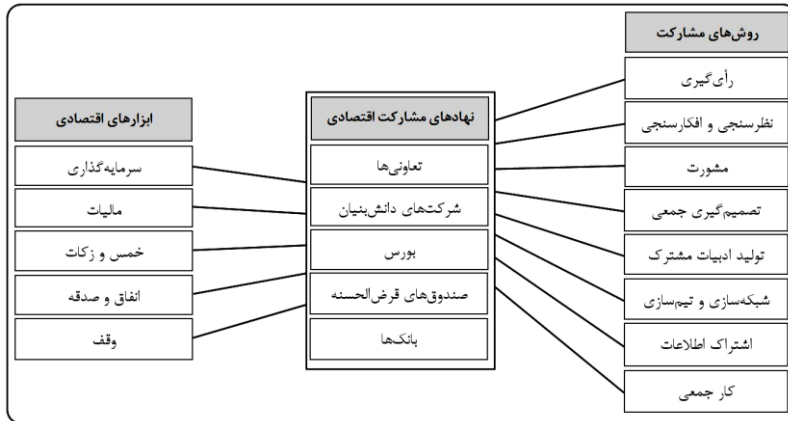 روش‌های مشارکت
رأی‌گیری
نظرسنجی و افکارسنجی
مشورت
تصمیم‌گیری جمعی
تولید ادبیات مشترک
شبکه‌سازی و تیم‌سازی
اشتراک اطلاعات
کار جمعی
نهادهای مشارکت اقتصادی
تعاونی‌ها
شرکت‌های دانش‌بنیان
بورس
صندوق‌های قرض‌الحسنه
بانک‌ها
ابزارهای اقتصادی
سرمایه‌گذاری
مالیات
خمس و زکات
انفاق و صدقه
وقف